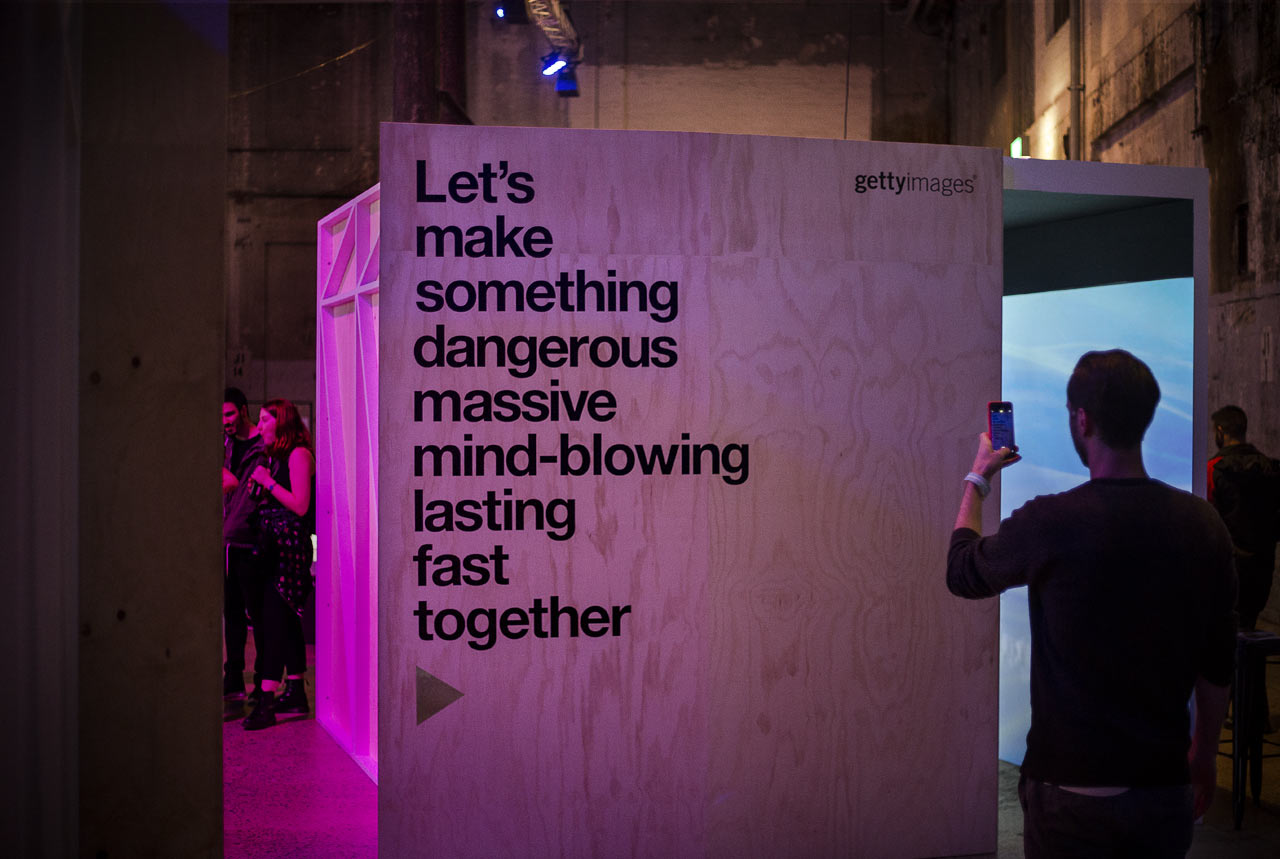 Let's
make
something
dangerous
massive
mind-blowing
lasting
fast
together
gettyimages®